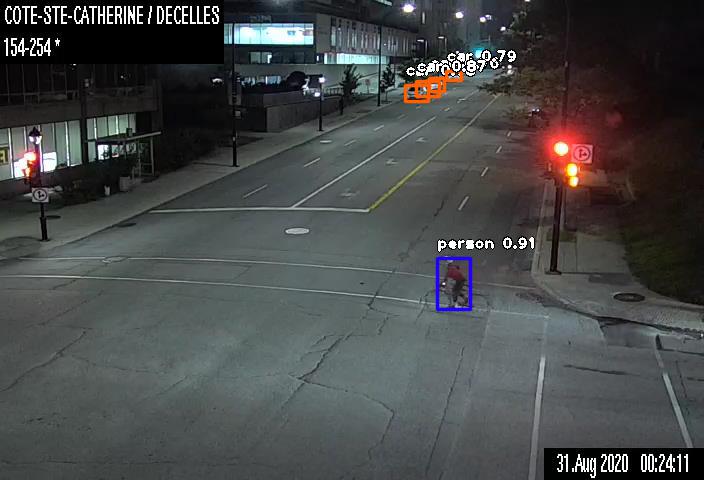 COTE-STE-CATHERINE / DECELLES
154-254 *
car 0.79
person 0.91
31.Aug 2020 00:24:11